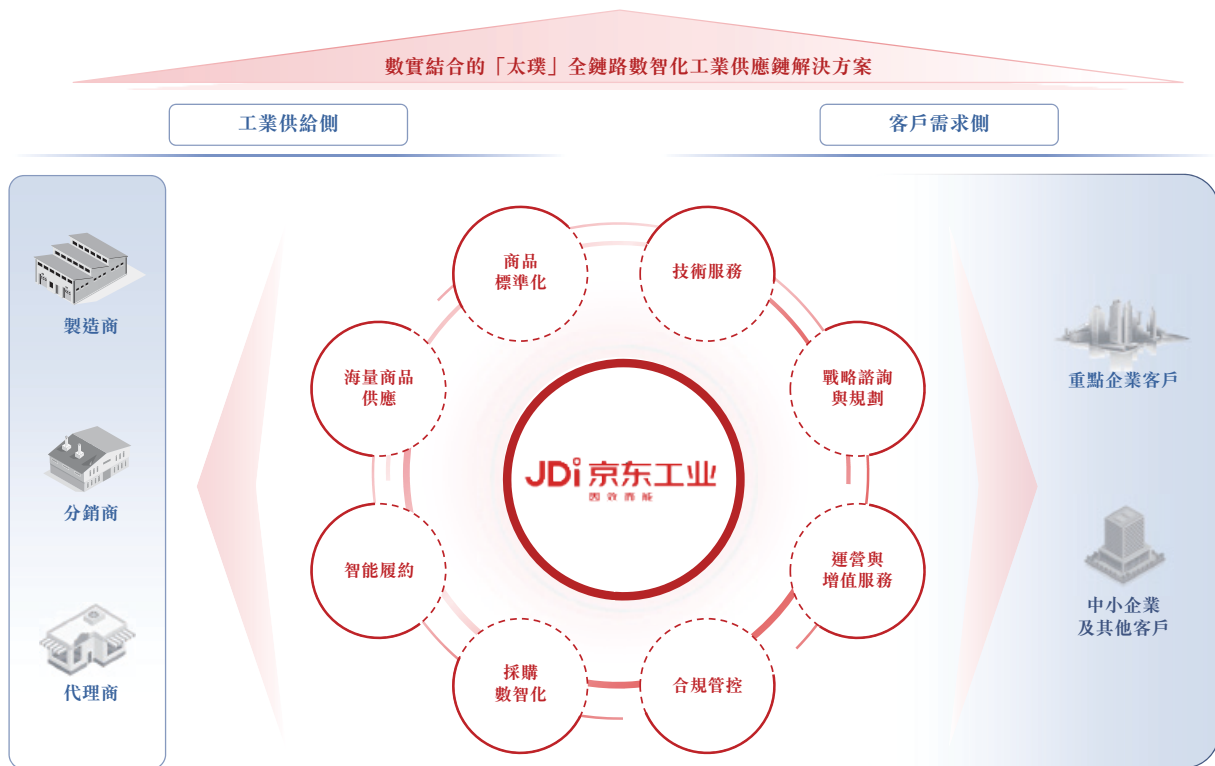 數實結合的「太璞」全鏈路數智化工業供應鏈解決方案
工業供給側
客戶需求側
製造商
分銷商
代理商
商品
標準化
技術服務
海量商品
供應
戰略諮詢
與規劃
JDi 京东工业
因效而能
智能履約
運營與
增值服務
採購
數智化
合規管控
重點企業客戶
中小企業
及其他客戶